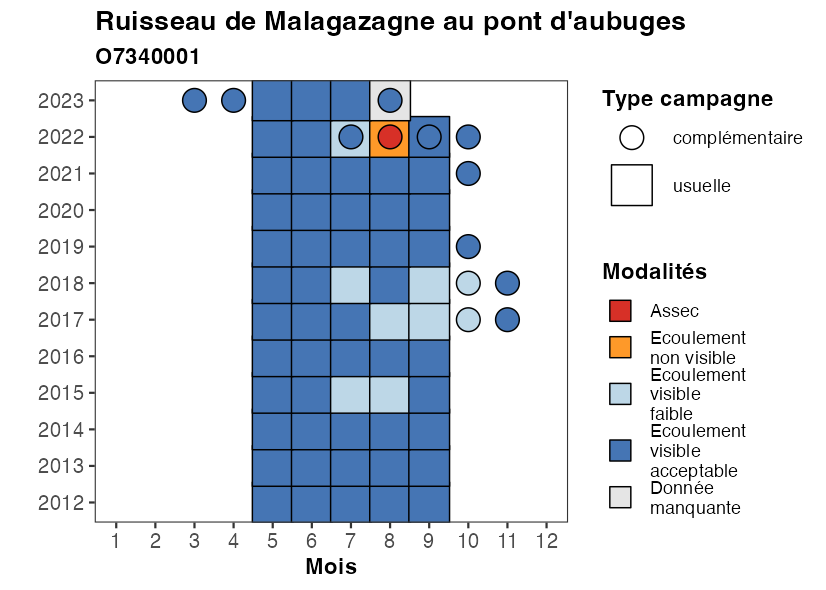 Ruisseau de Malagazagne au pont d'aubuges
O7340001
2023
2022
2021
2020
2019
2018
2017
2016
2015
2014
2013
2012
1 2 3 4 5 6 7 8 9 10 11 12
Mois
Type campagne
complémentaire
usuelle
Modalités
Assec
Ecoulement
non visible
Ecoulement
visible
faible
Ecoulement
visible
acceptable
Donnée
manquante